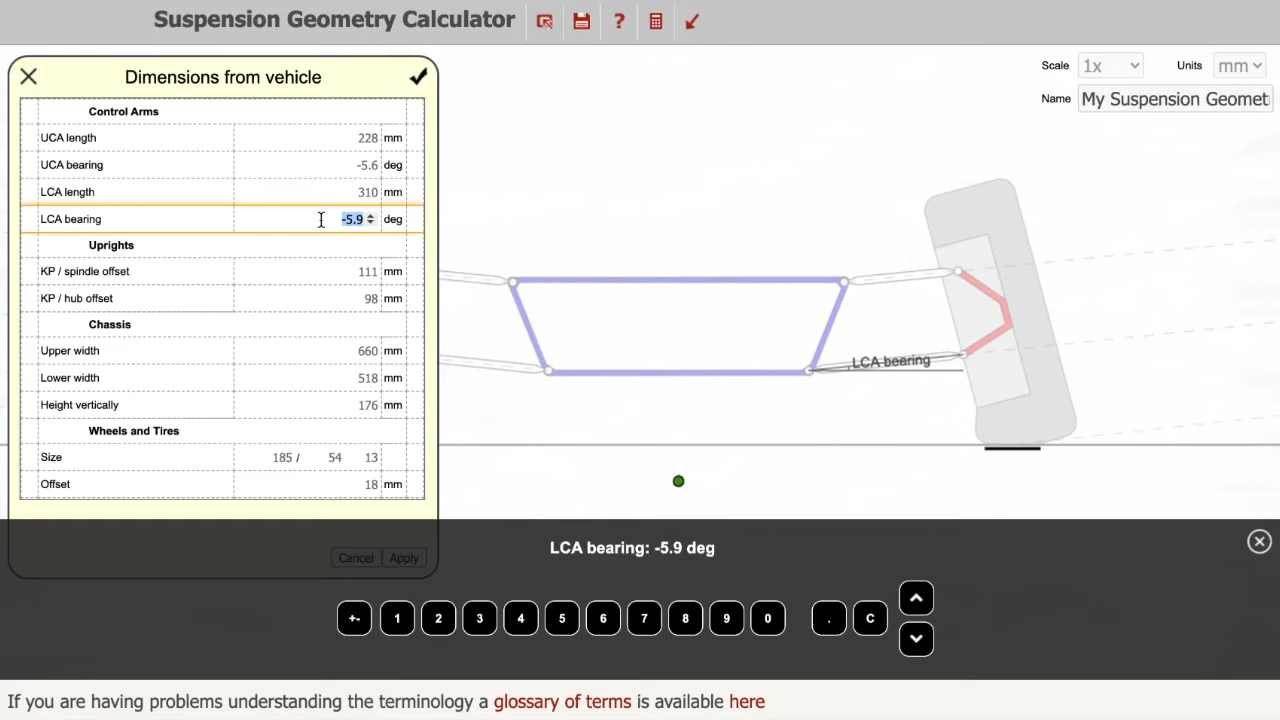 Suspension Geometry Calculator
?
Scale 1x Units mm
Name My Suspension Geomet
Dimensions from vehicle
Control Arms
UCA length 228 mm
UCA bearing -5.6 deg
LCA length 310 mm
LCA bearing -5.9 deg
Uprights
KP / spindle offset 111 mm
KP / hub offset 98 mm
Chassis
Upper width 660 mm
Lower width 518 mm
Height vertically 176 mm
Wheels and Tires
Size 185 / 54 13
Offset 18 mm
Cancel Apply
LCA bearing
LCA bearing: -5.9 deg
+- 1 2 3 4 5 6 7 8 9 0 . C
If you are having problems understanding the terminology a glossary of terms is available here